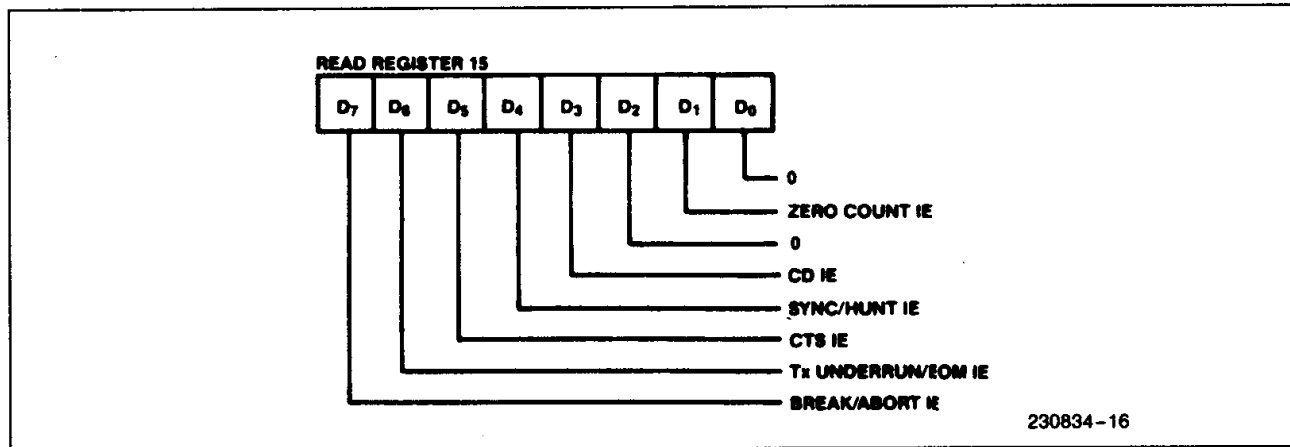 READ REGISTER 15
D7 D6 D5 D4 D3 D2 D1 D0
0
ZERO COUNT IE
0
CD IE
SYNC/HUNT IE
CTS IE
Tx UNDERRUN/EOM IE
BREAK/ABORT IE
230834-16